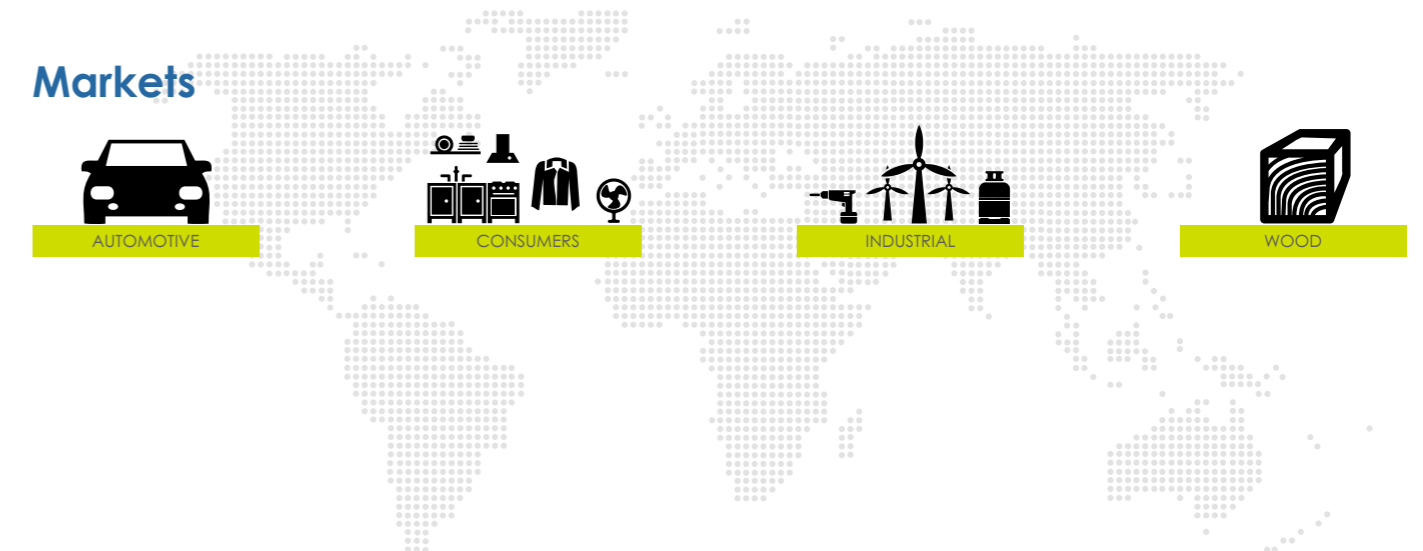 Markets
AUTOMOTIVE
CONSUMERS
INDUSTRIAL
WOOD